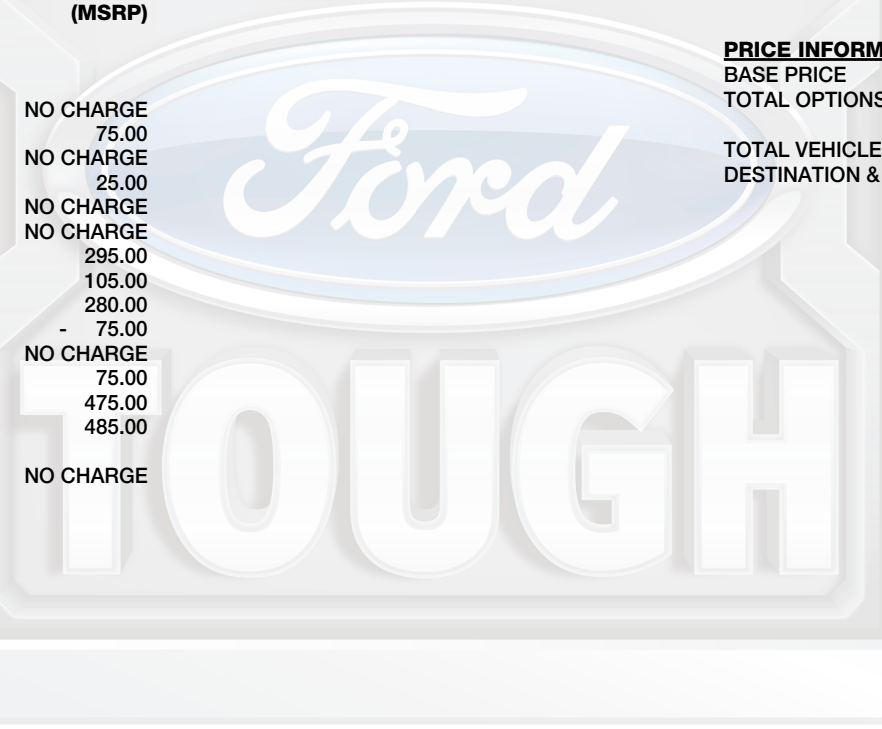 (MSRP)
NO CHARGE
75.00
NO CHARGE
25.00
NO CHARGE
NO CHARGE
295.00
105.00
280.00
- 75.00
NO CHARGE
75.00
475.00
485.00
NO CHARGE
PRICE INFORM
BASE PRICE
TOTAL OPTIONS
TOTAL VEHICLE
DESTINATION &
Ford
TOUGH